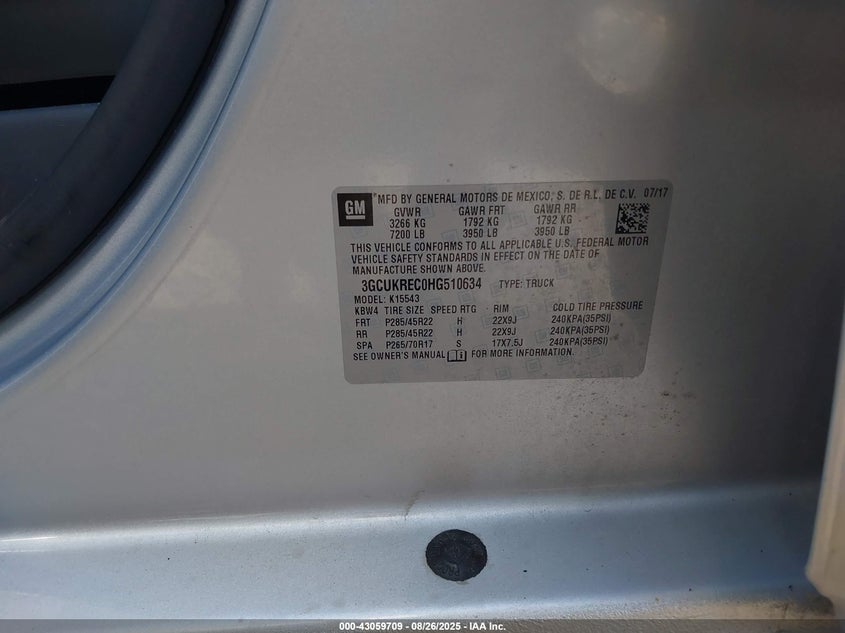 GM
MFD BY GENERAL MOTORS DE MEXICO, S. DE R.L. DE C.V. 07/17
GVWR GAWR FRT GAWR RR
3266 KG 1792 KG 1792 KG
7200 LB 3950 LB 3950 LB
THIS VEHICLE CONFORMS TO ALL APPLICABLE U.S. FEDERAL MOTOR
VEHICLE SAFETY STANDARDS IN EFFECT ON THE DATE OF
MANUFACTURE SHOWN ABOVE.
3GCUKREC0HG510634 TYPE: TRUCK
MODEL: K15543
KBW4 TIRE SIZE SPEED RTG RIM COLD TIRE PRESSURE
FRT P285/45R22 H 22X9J 240KPA(35PSI)
RR P285/45R22 H 22X9J 240KPA(35PSI)
SPA P265/70R17 S 17X7.5J 240KPA(35PSI)
SEE OWNER'S MANUAL FOR MORE INFORMATION.
000-43059709 - 08/26/2025 - IAA Inc.